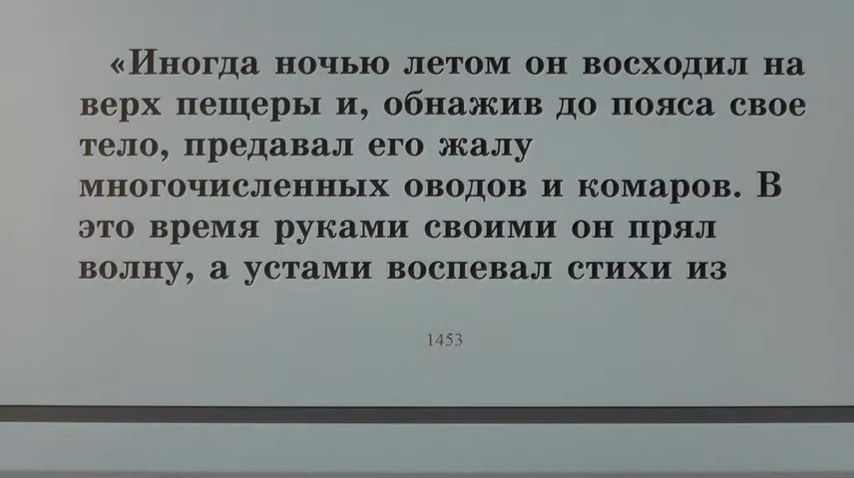 «Иногда ночью летом он восходил на
верх пещеры и, обнажив до пояса свое
тело, предавал его жалу
многочисленных оводов и комаров. В
это время руками своими он прял
волну, а устами воспевал стихи из
1453